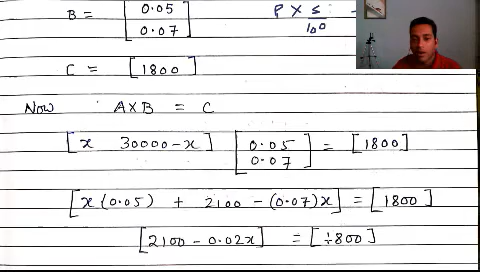 B = [0.05
0.07]
P × S
100
C = [1800]
Now A×B = C
[x 30000-x] [0.05
0.07] = [1800]
[x(0.05) + 2100 - (0.07)x] = [1800]
[2100 - 0.02x] = [1800]